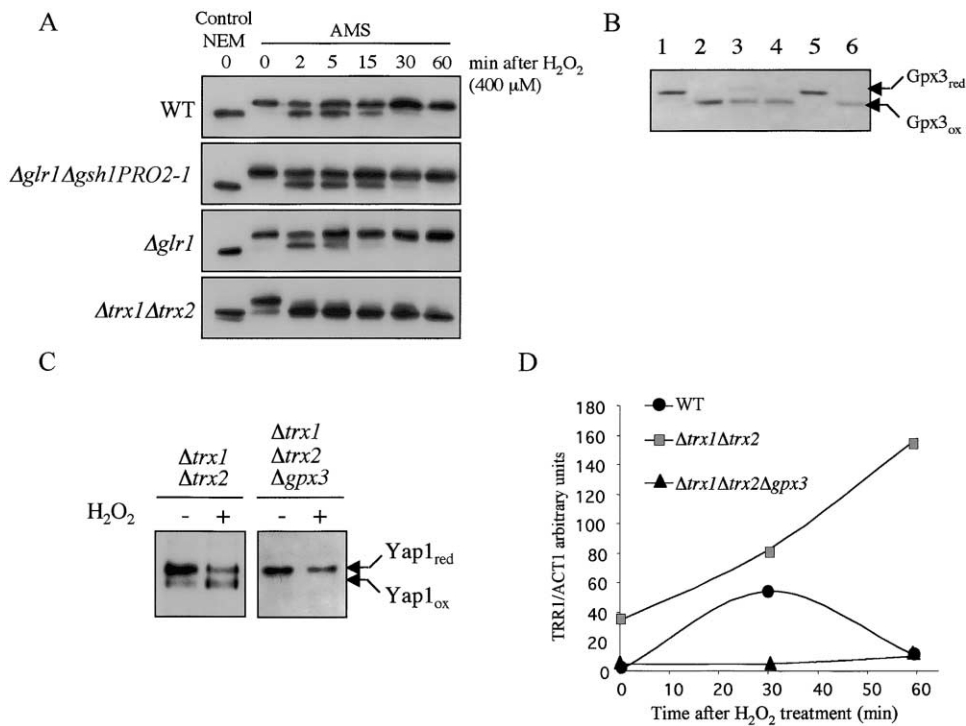 A
Control
NEM
AMS
0 0 2 5 15 30 60 min after H₂O₂
(400 µM)
WT
Δglr1Δgsh1PRO2-1
Δglr1
Δtrx1Δtrx2
B
1 2 3 4 5 6
Gpx3red
Gpx3ox
C
Δtrx1
Δtrx2
Δtrx1
Δtrx2
Δgpx3
H₂O₂ - + - +
Yap1red
Yap1ox
D
TRR1/ACT1 arbitrary units
180
160
140
120
100
80
60
40
20
0
WT
Δtrx1Δtrx2
Δtrx1Δtrx2Δgpx3
0 10 20 30 40 50 60
Time after H₂O₂ treatment (min)